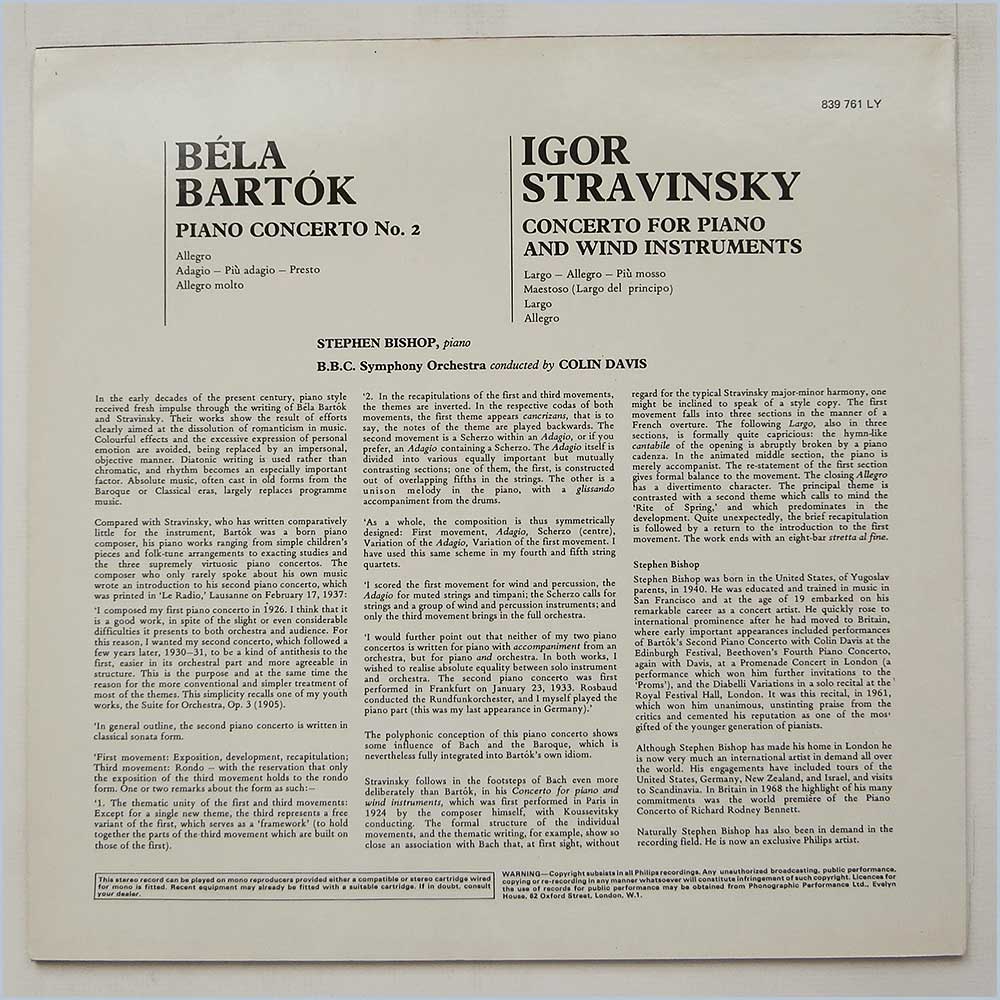 839 761 LY
BÉLA
BARTÓK
PIANO CONCERTO No. 2
Allegro
Adagio – Più adagio – Presto
Allegro molto
IGOR
STRAVINSKY
CONCERTO FOR PIANO
AND WIND INSTRUMENTS
Largo – Allegro – Più mosso
Maestoso (Largo del principo)
Largo
Allegro
STEPHEN BISHOP, piano
B.B.C. Symphony Orchestra conducted by COLIN DAVIS
In the early decades of the present century, piano style
received fresh impulse through the writing of Béla Bartók
and Stravinsky. Their works show the result of efforts
clearly aimed at the dissolution of romanticism in music.
Colourful effects and the excessive expression of personal
emotion are avoided, being replaced by an impersonal,
objective manner. Diatonic writing is used rather than
chromatic, and rhythm becomes an especially important
factor. Absolute music, often cast in old forms from the
Baroque or Classical eras, largely replaces programme
music.
Compared with Stravinsky, who has written comparatively
little for the instrument, Bartók was a born piano
composer, his piano works ranging from simple children's
pieces and folk-tune arrangements to exacting studies and
the three supremely virtuosic piano concertos. The
composer who only rarely spoke about his own music
wrote an introduction to his second piano concerto, which
was printed in 'Le Radio,' Lausanne on February 17, 1937:
'I composed my first piano concerto in 1926. I think that it
is a good work, in spite of the slight or even considerable
difficulties it presents to both orchestra and audience. For
this reason, I wanted my second concerto, which followed a
few years later, 1930–31, to be a kind of antithesis to the
first, easier in its orchestral part and more agreeable in
structure. This is the purpose and at the same time the
reason for the more conventional and simpler treatment of
most of the themes. This simplicity recalls one of my youth
works, the Suite for Orchestra, Op. 3 (1905).
'In general outline, the second piano concerto is written in
classical sonata form.
'First movement: Exposition, development, recapitulation;
Third movement: Rondo – with the reservation that only
the exposition of the third movement holds to the rondo
form. One or two remarks about the form as such:—
'1. The thematic unity of the first and third movements:
Except for a single new theme, the third represents a free
variant of the first, which serves as a 'framework' (to hold
together the parts of the third movement which are built on
those of the first).
'2. In the recapitulations of the first and third movements,
the themes are inverted. In the respective codas of both
movements, the first theme appears cancrizans, that is to
say, the notes of the theme are played backwards. The
second movement is a Scherzo within an Adagio, or if you
prefer, an Adagio containing a Scherzo. The Adagio itself is
divided into various equally important but mutually
contrasting sections; one of them, the first, is constructed
out of overlapping fifths in the strings. The other is a
unison melody in the piano, with a glissando
accompaniment from the drums.
'As a whole, the composition is thus symmetrically
designed: First movement, Adagio, Scherzo (centre),
Variation of the Adagio, Variation of the first movement. I
have used this same scheme in my fourth and fifth string
quartets.
'I scored the first movement for wind and percussion, the
Adagio for muted strings and timpani; the Scherzo calls for
strings and a group of wind and percussion instruments; and
only the third movement brings in the full orchestra.
'I would further point out that neither of my two piano
concertos is written for piano with accompaniment from an
orchestra, but for piano and orchestra. In both works, I
wished to realise absolute equality between solo instrument
and orchestra. The second piano concerto was first
performed in Frankfurt on January 23, 1933. Rosbaud
conducted the Rundfunkorchester, and I myself played the
piano part (this was my last appearance in Germany).'
The polyphonic conception of this piano concerto shows
some influence of Bach and the Baroque, which is
nevertheless fully integrated into Bartók's own idiom.
Stravinsky follows in the footsteps of Bach even more
deliberately than Bartók, in his Concerto for piano and
wind instruments, which was first performed in Paris in
1924 by the composer himself, with Koussevitsky
conducting. The formal structure of the individual
movements, and the thematic writing, for example, show so
close an association with Bach that, at first sight, without
regard for the typical Stravinsky major-minor harmony, one
might be inclined to speak of a style copy. The first
movement falls into three sections in the manner of a
French overture. The following Largo, also in three
sections, is formally quite capricious: the hymn-like
cantabile of the opening is abruptly broken by a piano
cadenza. In the animated middle section, the piano is
merely accompanist. The re-statement of the first section
gives formal balance to the movement. The closing Allegro
has a divertimento character. The principal theme is
contrasted with a second theme which calls to mind the
'Rite of Spring,' and which predominates in the
development. Quite unexpectedly, the brief recapitulation
is followed by a return to the introduction to the first
movement. The work ends with an eight-bar stretta al fine.
Stephen Bishop
Stephen Bishop was born in the United States, of Yugoslav
parents, in 1940. He was educated and trained in music in
San Francisco and at the age of 19 embarked on his
remarkable career as a concert artist. He quickly rose to
international prominence after he had moved to Britain,
where early important appearances included performances
of Bartók's Second Piano Concerto with Colin Davis at the
Edinburgh Festival, Beethoven's Fourth Piano Concerto,
again with Davis, at a Promenade Concert in London (a
performance which won him further invitations to the
'Proms'), and the Diabelli Variations in a solo recital at the
Royal Festival Hall, London. It was this recital, in 1961,
which won him unanimous, unstinting praise from the
critics and cemented his reputation as one of the mos'
gifted of the younger generation of pianists.
Although Stephen Bishop has made his home in London he
is now very much an international artist in demand all over
the world. His engagements have included tours of the
United States, Germany, New Zealand, and Israel, and visits
to Scandinavia. In Britain in 1968 the highlight of his many
commitments was the world première of the Piano
Concerto of Richard Rodney Bennett.
Naturally Stephen Bishop has also been in demand in the
recording field. He is now an exclusive Philips artist.
This stereo record can be played on mono reproducers provided either a compatible or stereo cartridge wired
for mono is fitted. Recent equipment may already be fitted with a suitable cartridge. If in doubt, consult
your dealer.
WARNING—Copyright subsists in all Philips recordings. Any unauthorized broadcasting, public performance,
copying or re-recording in any manner whatsoever will constitute infringement of such copyright. Licences for
the use of records for public performance may be obtained from Phonographic Performance Ltd., Evelyn
House, 62 Oxford Street, London, W.1.